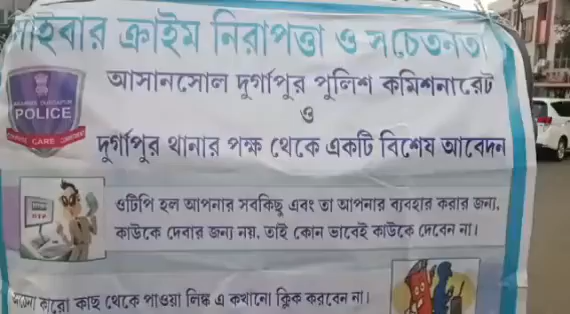 সাইবার ক্রাইম নিরাপত্তা ও সচেতনতা
আসানসোল দুর্গাপুর পুলিশ কমিশনারেট
ও
দুর্গাপুর থানার পক্ষ থেকে একটি বিশেষ আবেদন
POLICE
ওটিপি হল আপনার সবকিছু এবং তা আপনার ব্যবহার করার জন্য,
কাউকে দেবার জন্য নয়, তাই কোন ভাবেই কাউকে দেবেন না।
অচেনা কারো কাছ থেকে পাওয়া লিঙ্ক এ কখানো ক্লিক করবেন না।